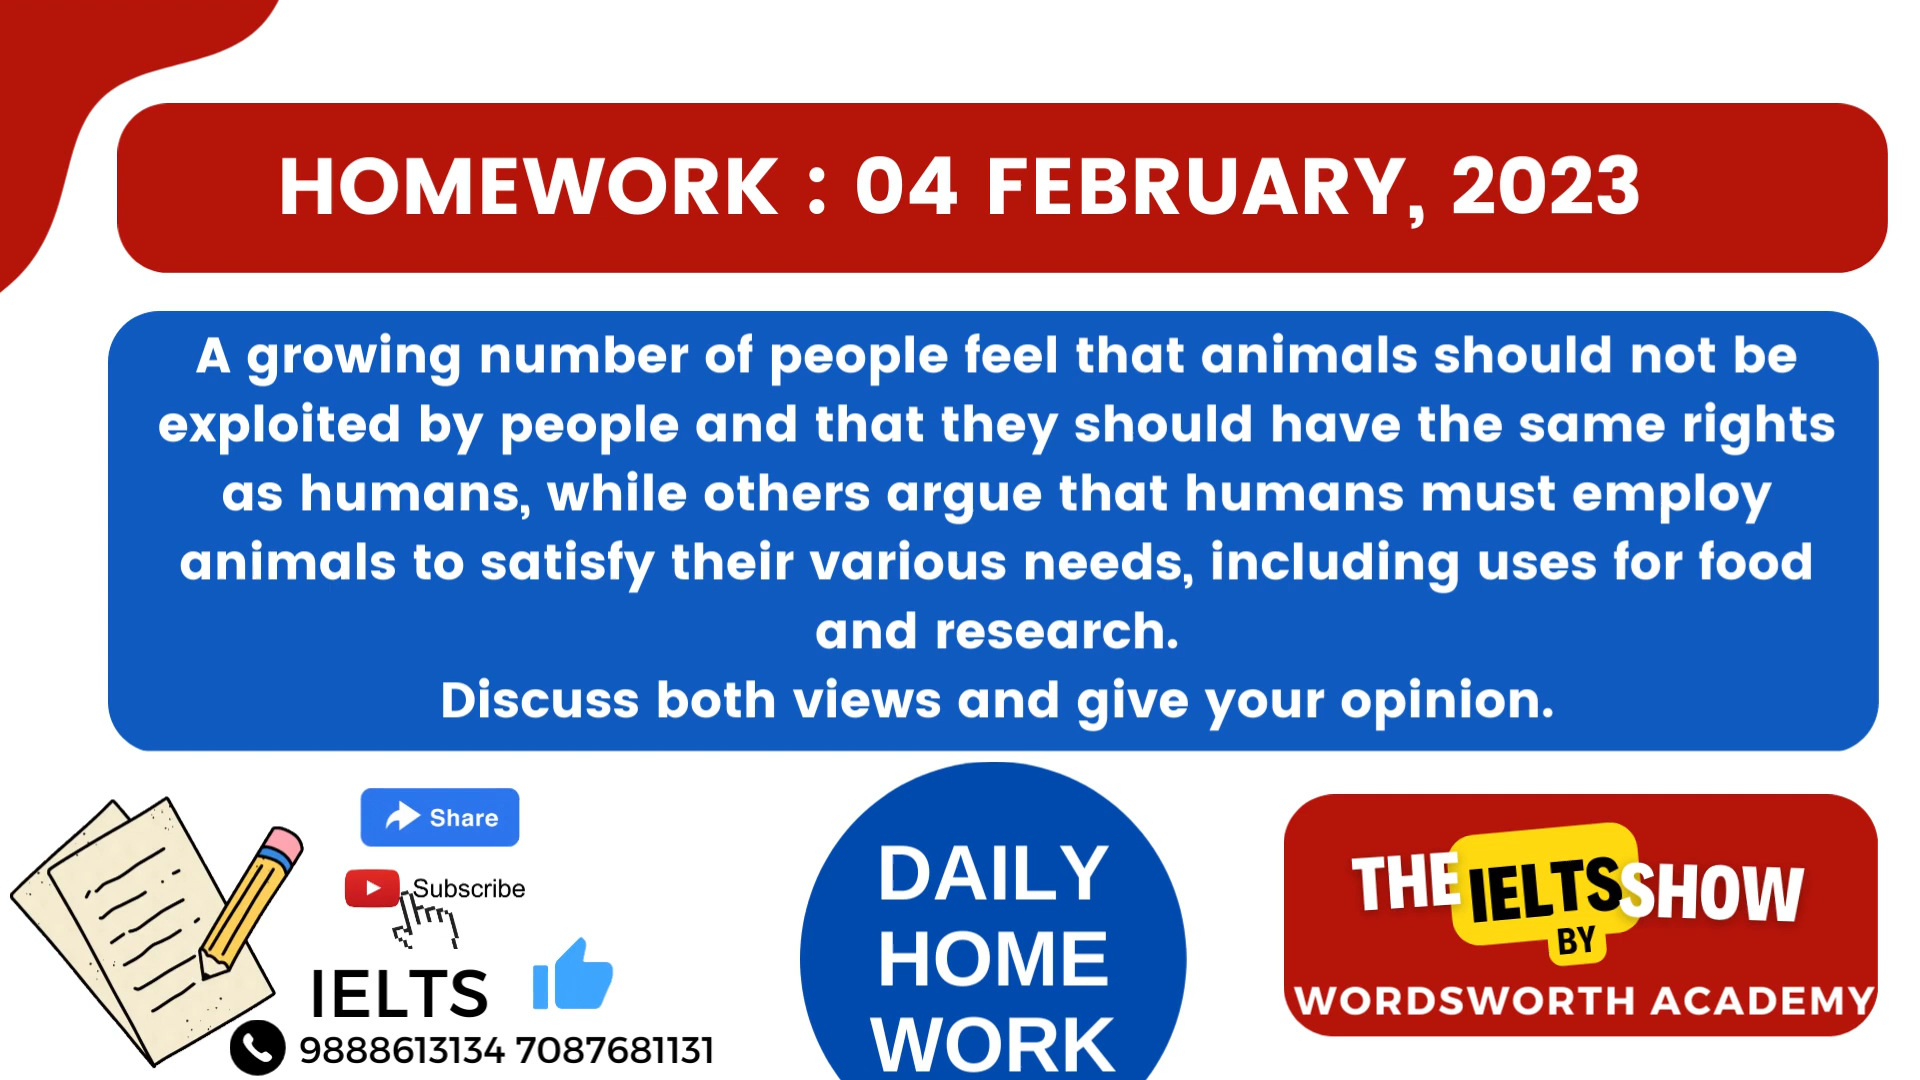 HOMEWORK : 04 FEBRUARY, 2023
A growing number of people feel that animals should not be
exploited by people and that they should have the same rights
as humans, while others argue that humans must employ
animals to satisfy their various needs, including uses for food
and research.
Discuss both views and give your opinion.
Share
Subscribe
IELTS
9888613134 7087681131
DAILY
HOME
WORK
THE IELTS SHOW
BY
WORDSWORTH ACADEMY